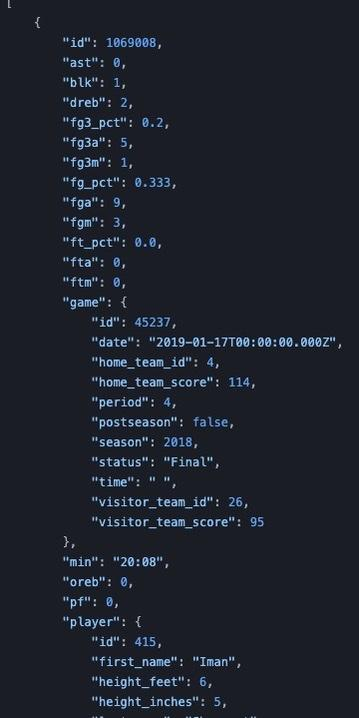 [
{
"id": 1069008,
"ast": 0,
"blk": 1,
"dreb": 2,
"fg3_pct": 0.2,
"fg3a": 5,
"fg3m": 1,
"fg_pct": 0.333,
"fga": 9,
"fgm": 3,
"ft_pct": 0.0,
"fta": 0,
"ftm": 0,
"game": {
"id": 45237,
"date": "2019-01-17T00:00:00.000Z",
"home_team_id": 4,
"home_team_score": 114,
"period": 4,
"postseason": false,
"season": 2018,
"status": "Final",
"time": " ",
"visitor_team_id": 26,
"visitor_team_score": 95
},
"min": "20:08",
"oreb": 0,
"pf": 0,
"player": {
"id": 415,
"first_name": "Iman",
"height_feet": 6,
"height_inches": 5,